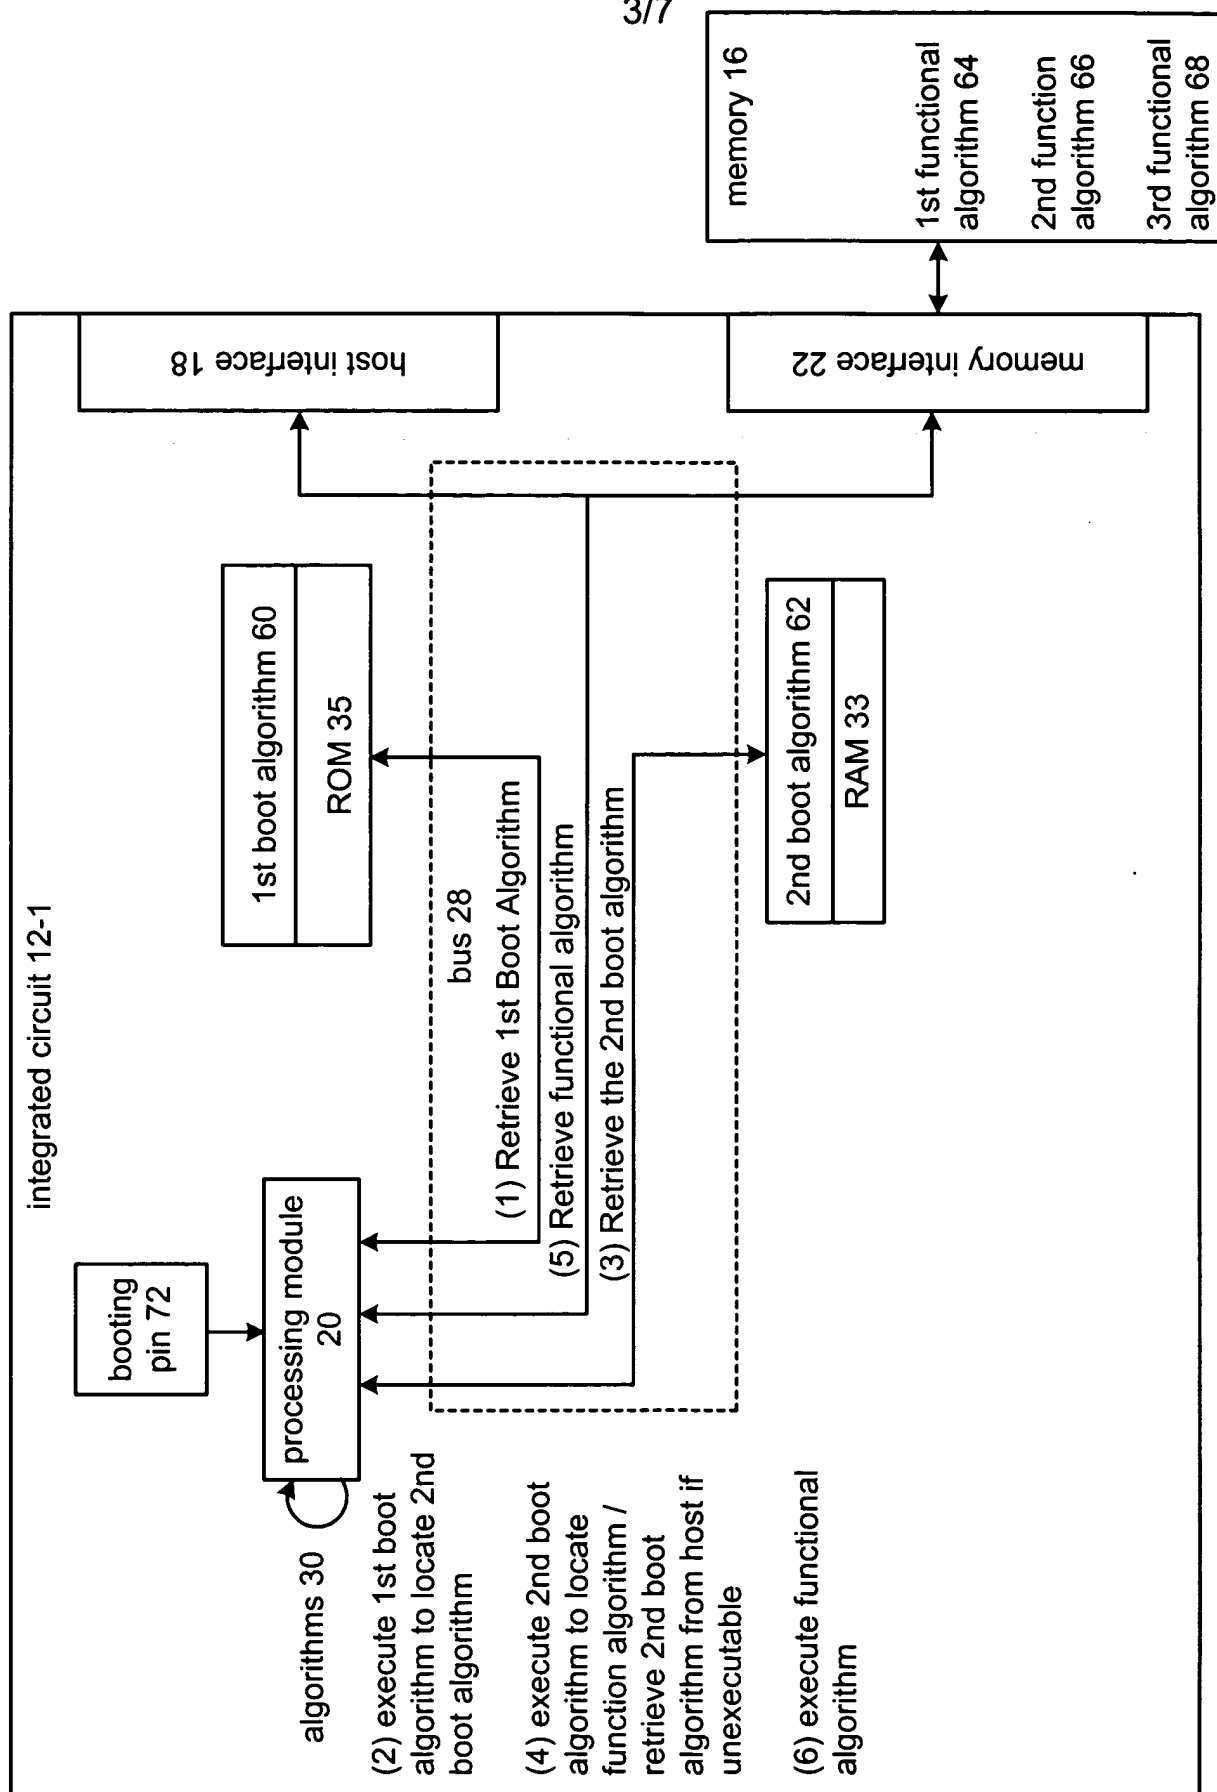 3/7
integrated circuit 12-1
booting
pin 72
processing module
20
algorithms 30
(2) execute 1st boot
algorithm to locate 2nd
boot algorithm
(4) execute 2nd boot
algorithm to locate
function algorithm /
retrieve 2nd boot
algorithm from host if
unexecutable
(6) execute functional
algorithm
bus 28
(1) Retrieve 1st Boot Algorithm
(5) Retrieve functional algorithm
(3) Retrieve the 2nd boot algorithm
1st boot algorithm 60
ROM 35
2nd boot algorithm 62
RAM 33
host interface 18
memory interface 22
memory 16
1st functional
algorithm 64
2nd function
algorithm 66
3rd functional
algorithm 68